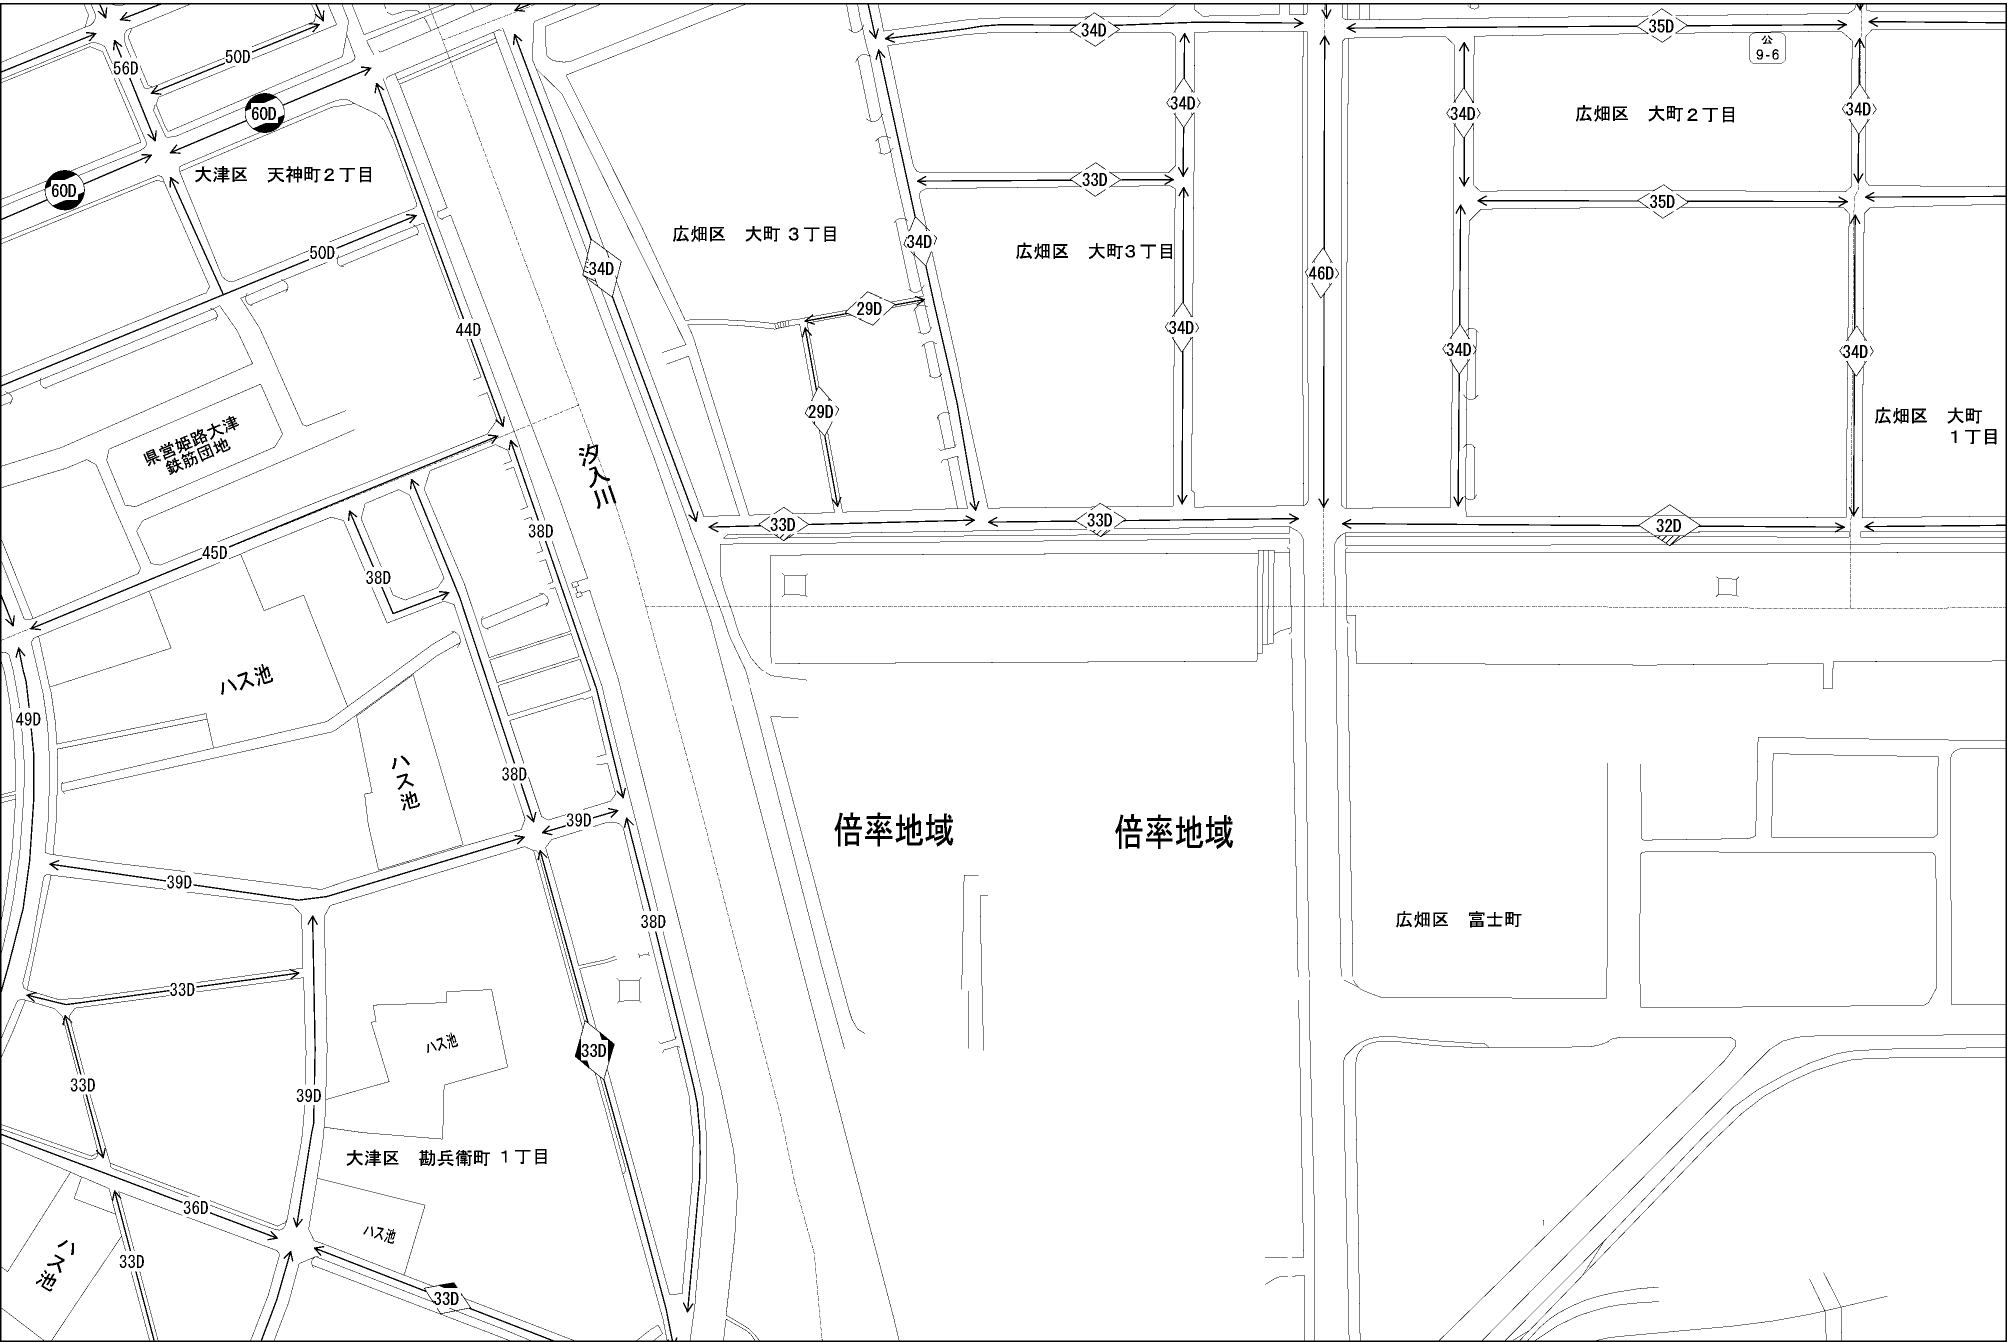 34D
35D
公
9-6
50D
56D
60D
34D
34D
34D
広畑区 大町2丁目
大津区 天神町2丁目
60D
33D
35D
広畑区 大町3丁目
34D
広畑区 大町3丁目
50D
34D
46D
29D
44D
34D
34D
34D
29D
広畑区 大町
1丁目
県営姫路大津
鉄筋団地
汐入川
38D
33D
33D
32D
45D
38D
ハス池
49D
38D
ハス池
39D
倍率地域
倍率地域
39D
38D
広畑区 富士町
33D
ハス池
33D
33D
39D
大津区 勘兵衛町 1丁目
36D
ハス池
33D
ハス池
33D